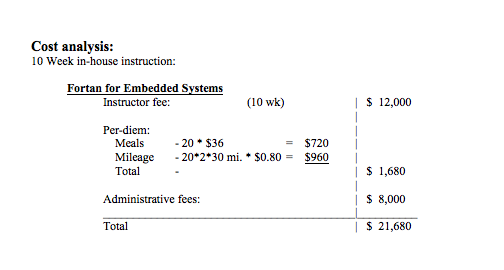 Cost analysis:
10 Week in-house instruction:
Fortan for Embedded Systems
Instructor fee: (10 wk) | $ 12,000
Per-diem:
Meals - 20 * $36 = $720
Mileage - 20*2*30 mi. * $0.80 = $960
Total - | $ 1,680
Administrative fees: | $ 8,000
Total | $ 21,680